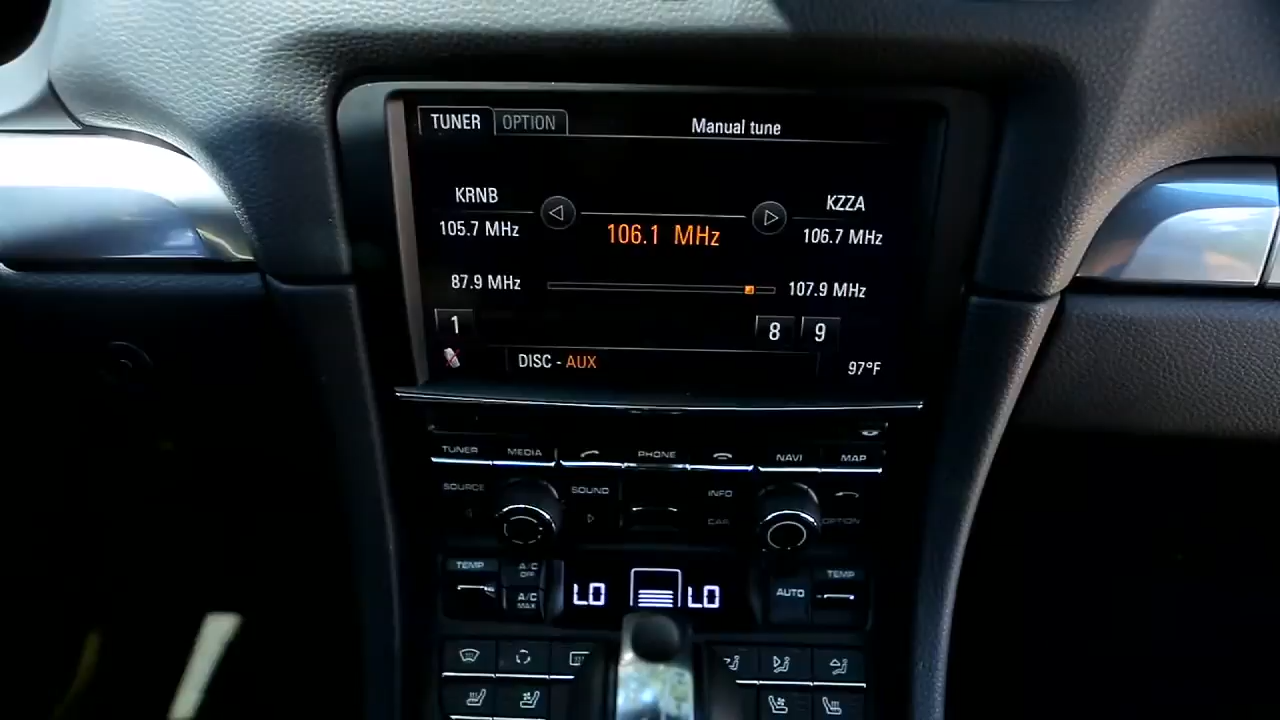 TUNER OPTION Manual tune
KRNB KZZA
105.7 MHz 106.1 MHz 106.7 MHz
87.9 MHz 107.9 MHz
1 8 9
DISC - AUX 97°F
TUNER MEDIA PHONE NAVI MAP
SOURCE SOUND INFO
CAR OPTION
TEMP A/C OFF LO LO AUTO TEMP
A/C MAX